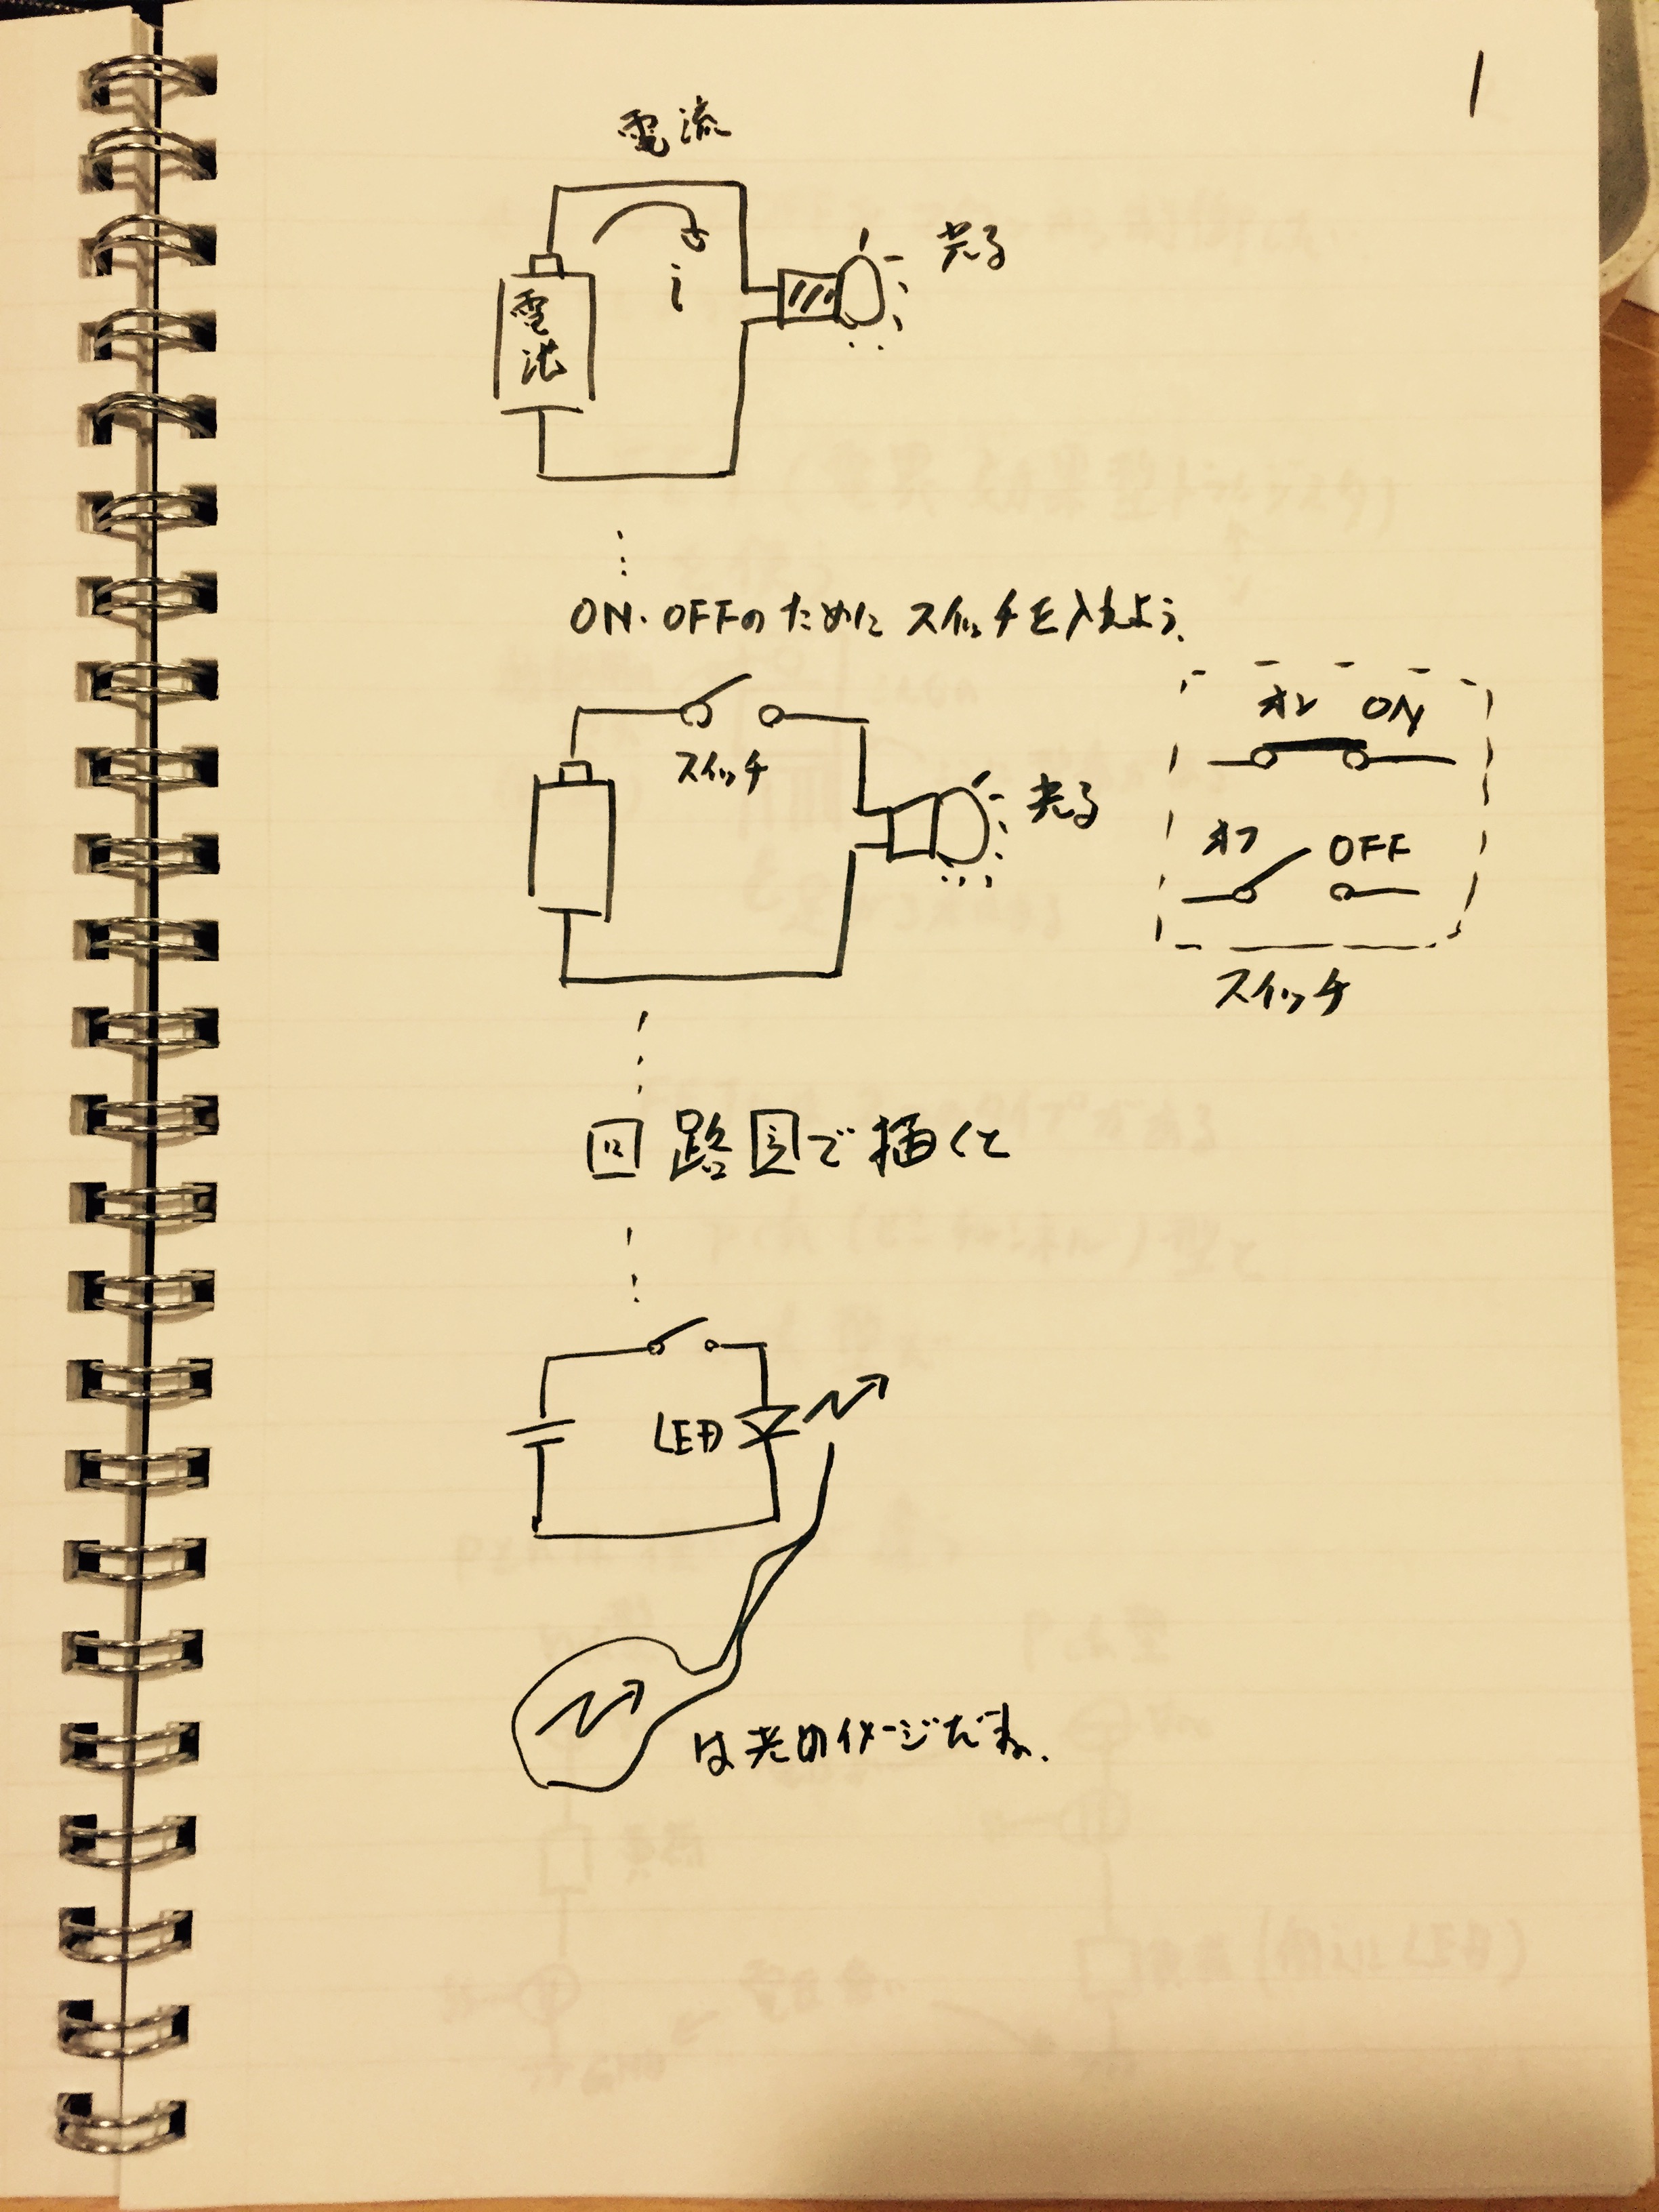 1
電流
i
電池
光る
ON・OFFのためにスイッチを入れよう.
スイッチ
光る
オン ON
オフ OFF
スイッチ
回路図で描くと
LED
は光のイメージだよね.